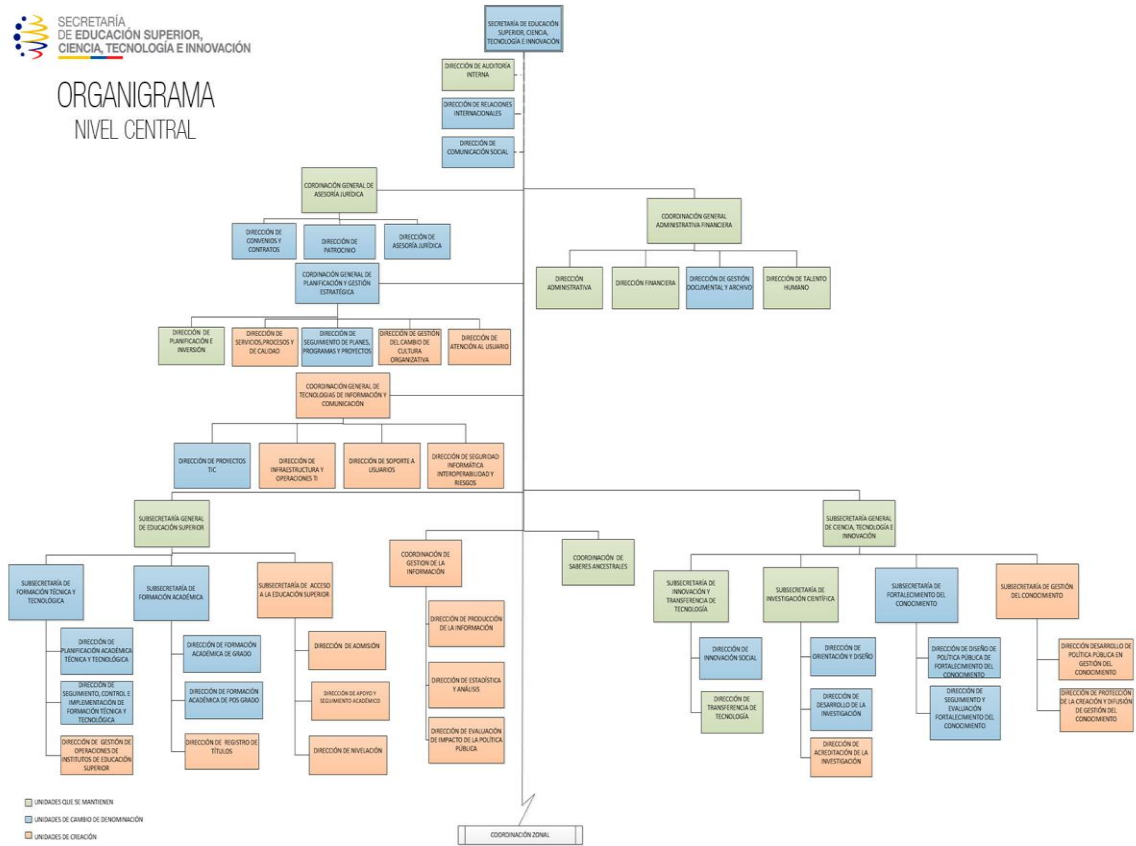 SECRETARÍA
DE EDUCACIÓN SUPERIOR,
CIENCIA, TECNOLOGÍA E INNOVACIÓN
ORGANIGRAMA
NIVEL CENTRAL
SECRETARÍA DE EDUCACIÓN
SUPERIOR, CIENCIA,
TECNOLOGÍA E INNOVACIÓN
DIRECCIÓN DE AUDITORÍA
INTERNA
DIRECCIÓN DE RELACIONES
INTERNACIONALES
DIRECCIÓN DE
COMUNICACIÓN SOCIAL
COORDINACIÓN GENERAL DE
ASESORÍA JURÍDICA
DIRECCIÓN DE
CONVENIOS Y
CONTRATOS
DIRECCIÓN DE
PATROCINIO
DIRECCIÓN DE
ASESORÍA JURÍDICA
COORDINACIÓN GENERAL
ADMINISTRATIVA FINANCIERA
DIRECCIÓN
ADMINISTRATIVA
DIRECCIÓN FINANCIERA
DIRECCIÓN DE GESTIÓN
DOCUMENTAL Y ARCHIVO
DIRECCIÓN DE TALENTO
HUMANO
CORDINACIÓN GENERAL DE
PLANIFICACIÓN Y GESTIÓN
ESTRATÉGICA
DIRECCIÓN DE
PLANIFICACIÓN E
INVERSIÓN
DIRECCIÓN DE
SERVICIOS,PROCESOS Y
DE CALIDAD
DIRECCIÓN DE
SEGUIMIENTO DE PLANES,
PROGRAMAS Y PROYECTOS
DIRECCIÓN DE GESTIÓN
DEL CAMBIO DE
CULTURA
ORGANIZATIVA
DIRECCIÓN DE
ATENCIÓN AL USUARIO
COORDINACIÓN GENERAL DE
TECNOLOGIAS DE INFORMACIÓN Y
COMUNICACIÓN
DIRECCIÓN DE PROYECTOS
TIC
DIRECCIÓN DE
INFRAESTRUCTURA Y
OPERACIONES TI
DIRECCIÓN DE SOPORTE A
USUARIOS
DIRECCIÓN DE SEGURIDAD
INFORMÁTICA
INTEROPERABILIDAD Y
RIESGOS
SUBSECRETARÍA GENERAL
DE EDUCACIÓN SUPERIOR
SUBSECRETARÍA DE
FORMACIÓN TÉCNICA Y
TECNOLÓGICA
DIRECCIÓN DE
PLANIFICACIÓN ACADÉMICA
TÉCNICA Y TECNOLÓGICA
DIRECCIÓN DE
SEGUIMIENTO, CONTROL E
IMPLEMENTACIÓN DE
FORMACIÓN TÉCNICA Y
TECNOLÓGICA
DIRECCIÓN DE GESTIÓN DE
OPERACIONES DE
INSTITUTOS DE EDUCACIÓN
SUPERIOR
SUBSECRETARÍA DE
FORMACIÓN ACADÉMICA
DIRECCIÓN DE FORMACIÓN
ACADÉMICA DE GRADO
DIRECCIÓN DE FORMACIÓN
ACADÉMICA DE POS GRADO
DIRECCIÓN DE REGISTRO DE
TÍTULOS
SUBSECRETARÍA DE ACCESO
A LA EDUCACIÓN SUPERIOR
DIRECCIÓN DE ADMISIÓN
DIRECCIÓN DE APOYO Y
SEGUIMIENTO ACADÉMICO
DIRECCIÓN DE NIVELACIÓN
COORDINACIÓN DE
GESTION DE LA
INFORMACIÓN
DIRECCIÓN DE PRODUCCIÓN
DE LA INFORMACIÓN
DIRECCIÓN DE ESTADÍSTICA
Y ANÁLISIS
DIRECCIÓN DE EVALUACIÓN
DE IMPACTO DE LA POLÍTICA
PÚBLICA
COORDINACIÓN DE
SABERES ANCESTRALES
SUBSECRETARÍA GENERAL
DE CIENCIA, TECNOLOGÍA E
INNOVACIÓN
SUBSECRETARÍA DE
INNOVACIÓN Y
TRANSFERENCIA DE
TECNOLOGÍA
DIRECCIÓN DE
INNOVACIÓN SOCIAL
DIRECCIÓN DE
TRANSFERENCIA DE
TECNOLOGÍA
SUBSECRETARÍA DE
INVESTIGACIÓN CIENTÍFICA
DIRECCIÓN DE
ORIENTACIÓN Y DISEÑO
DIRECCIÓN DE
DESARROLLO DE LA
INVESTIGACIÓN
DIRECCIÓN DE
ACREDITACIÓN DE LA
INVESTIGACIÓN
SUBSECRETARÍA DE
FORTALECIMIENTO DEL
CONOCIMIENTO
DIRECCIÓN DE DISEÑO DE
POLÍTICA PÚBLICA DE
FORTALECIMIENTO DEL
CONOCIMIENTO
DIRECCIÓN DE
SEGUIMIENTO Y
EVALUACIÓN
FORTALECIMIENTO DEL
CONOCIMIENTO
SUBSECRETARÍA DE GESTIÓN
DEL CONOCIMIENTO
DIRECCIÓN DESARROLLO DE
POLÍTICA PÚBLICA EN
GESTIÓN DEL
CONOCIMIENTO
DIRECCIÓN DE PROTECCIÓN
DE LA CREACIÓN Y DIFUSIÓN
DE GESTIÓN DEL
CONOCIMIENTO
UNIDADES QUE SE MANTIENEN
UNIDADES DE CAMBIO DE DENOMINACIÓN
UNIDADES DE CREACIÓN
COORDINACIÓN ZONAL